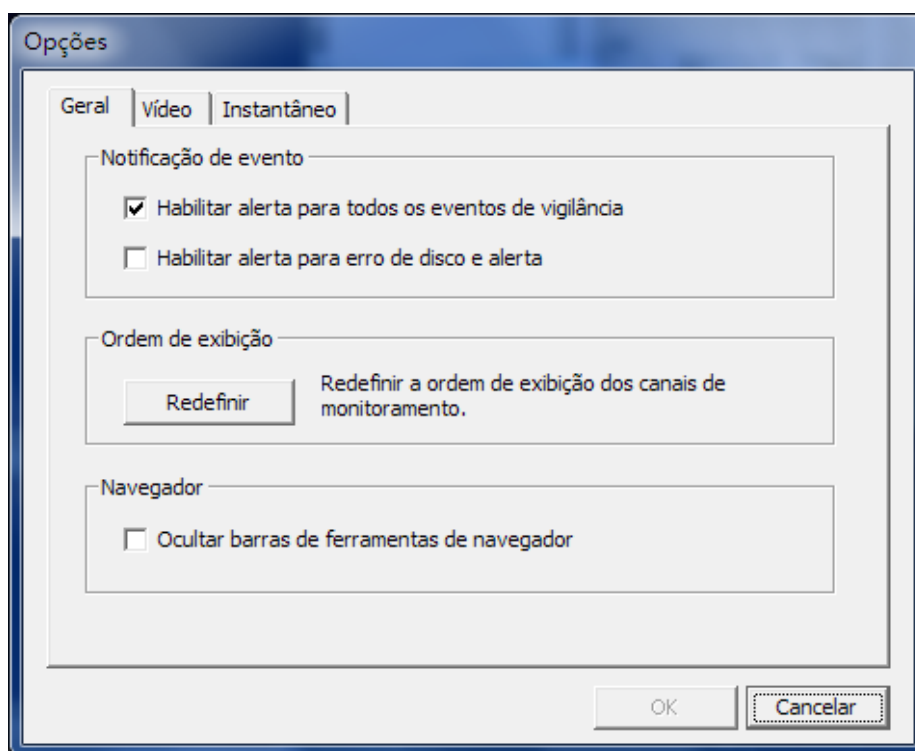 Opções
Geral
Vídeo
Instantâneo
Notificação de evento
Habilitar alerta para todos os eventos de vigilância
Habilitar alerta para erro de disco e alerta
Ordem de exibição
Redefinir
Redefinir a ordem de exibição dos canais de
monitoramento.
Navegador
Ocultar barras de ferramentas de navegador
OK
Cancelar